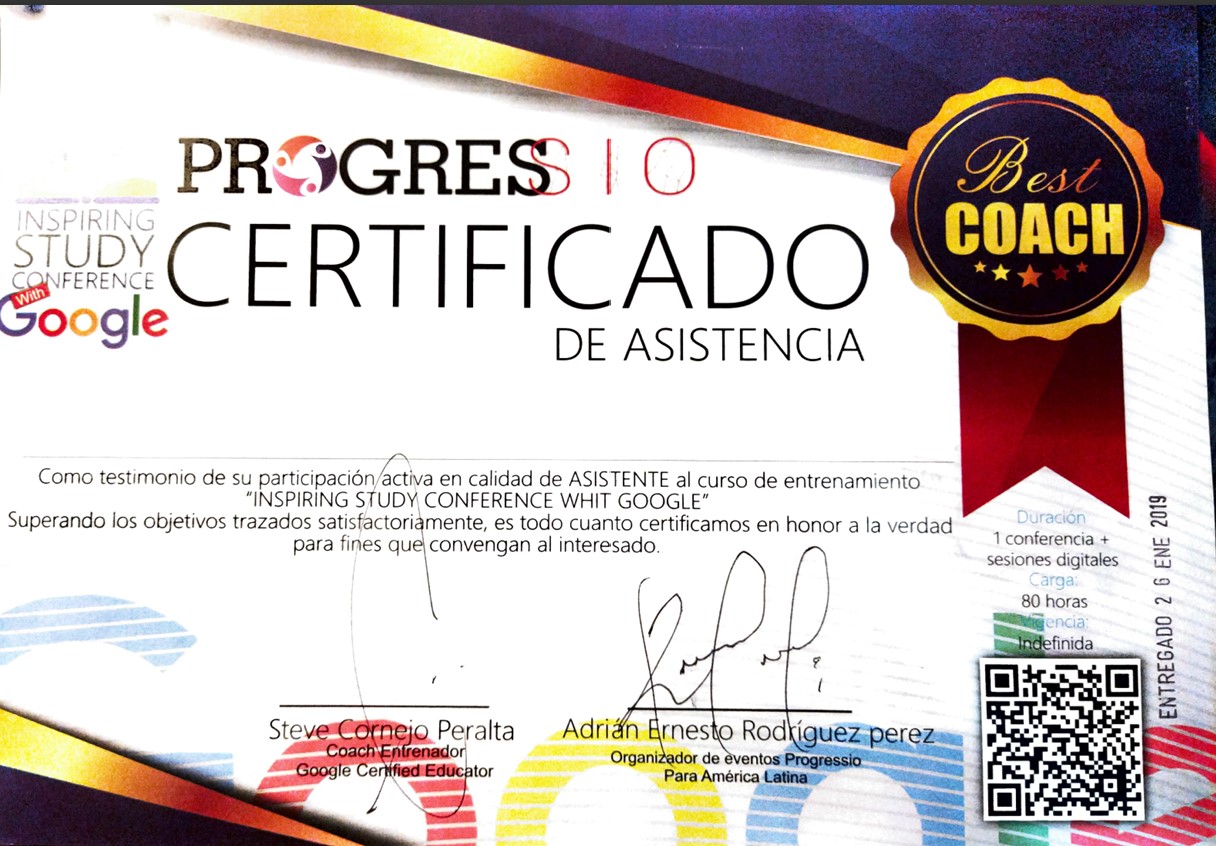 PROGRESSIO
INSPIRING
STUDY
CONFERENCE
With
Google
CERTIFICADO
DE ASISTENCIA
Best
COACH
Como testimonio de su participación activa en calidad de ASISTENTE al curso de entrenamiento
“INSPIRING STUDY CONFERENCE WHIT GOOGLE”
Superando los objetivos trazados satisfactoriamente, es todo cuanto certificamos en honor a la verdad
para fines que convengan al interesado.
Duración
1 conferencia +
sesiones digitales
Carga:
80 horas
Vigencia:
Indefinida
ENTREGADO 2 6 ENE 2019
Steve Cornejo Peralta
Coach Entrenador
Google Certified Educator
Adrián Ernesto Rodríguez perez
Organizador de eventos Progressio
Para América Latina